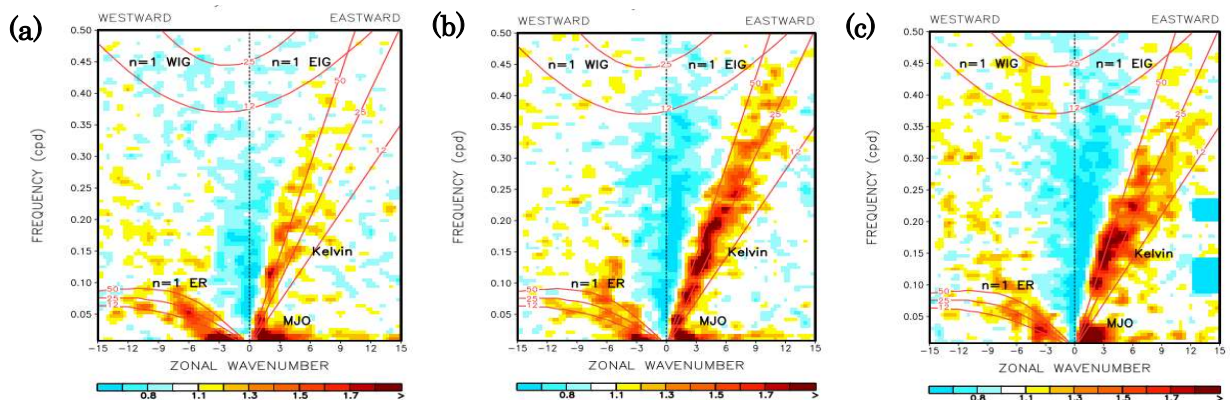 (a)
WESTWARD EASTWARD
FREQUENCY (cpd)
0.50
0.45
0.40
0.35
0.30
0.25
0.20
0.15
0.10
0.05
n=1 WIG n=1 EIG
25
12
50
25
12
Kelvin
n=1 ER
50
25
12
MJO
−15 −12 −9 −6 −3 0 3 6 9 12 15
ZONAL WAVENUMBER
0.8 1.1 1.3 1.5 1.7 >
(b)
WESTWARD EASTWARD
FREQUENCY (cpd)
0.50
0.45
0.40
0.35
0.30
0.25
0.20
0.15
0.10
0.05
n=1 WIG n=1 EIG
25
12
50
25
12
Kelvin
n=1 ER
50
25
12
MJO
−15 −12 −9 −6 −3 0 3 6 9 12 15
ZONAL WAVENUMBER
0.8 1.1 1.3 1.5 1.7 >
(c)
WESTWARD EASTWARD
FREQUENCY (cpd)
0.50
0.45
0.40
0.35
0.30
0.25
0.20
0.15
0.10
0.05
n=1 WIG n=1 EIG
25
12
50
25
12
Kelvin
n=1 ER
50
25
12
MJO
−15 −12 −9 −6 −3 0 3 6 9 12 15
ZONAL WAVENUMBER
0.8 1.1 1.3 1.5 1.7 >